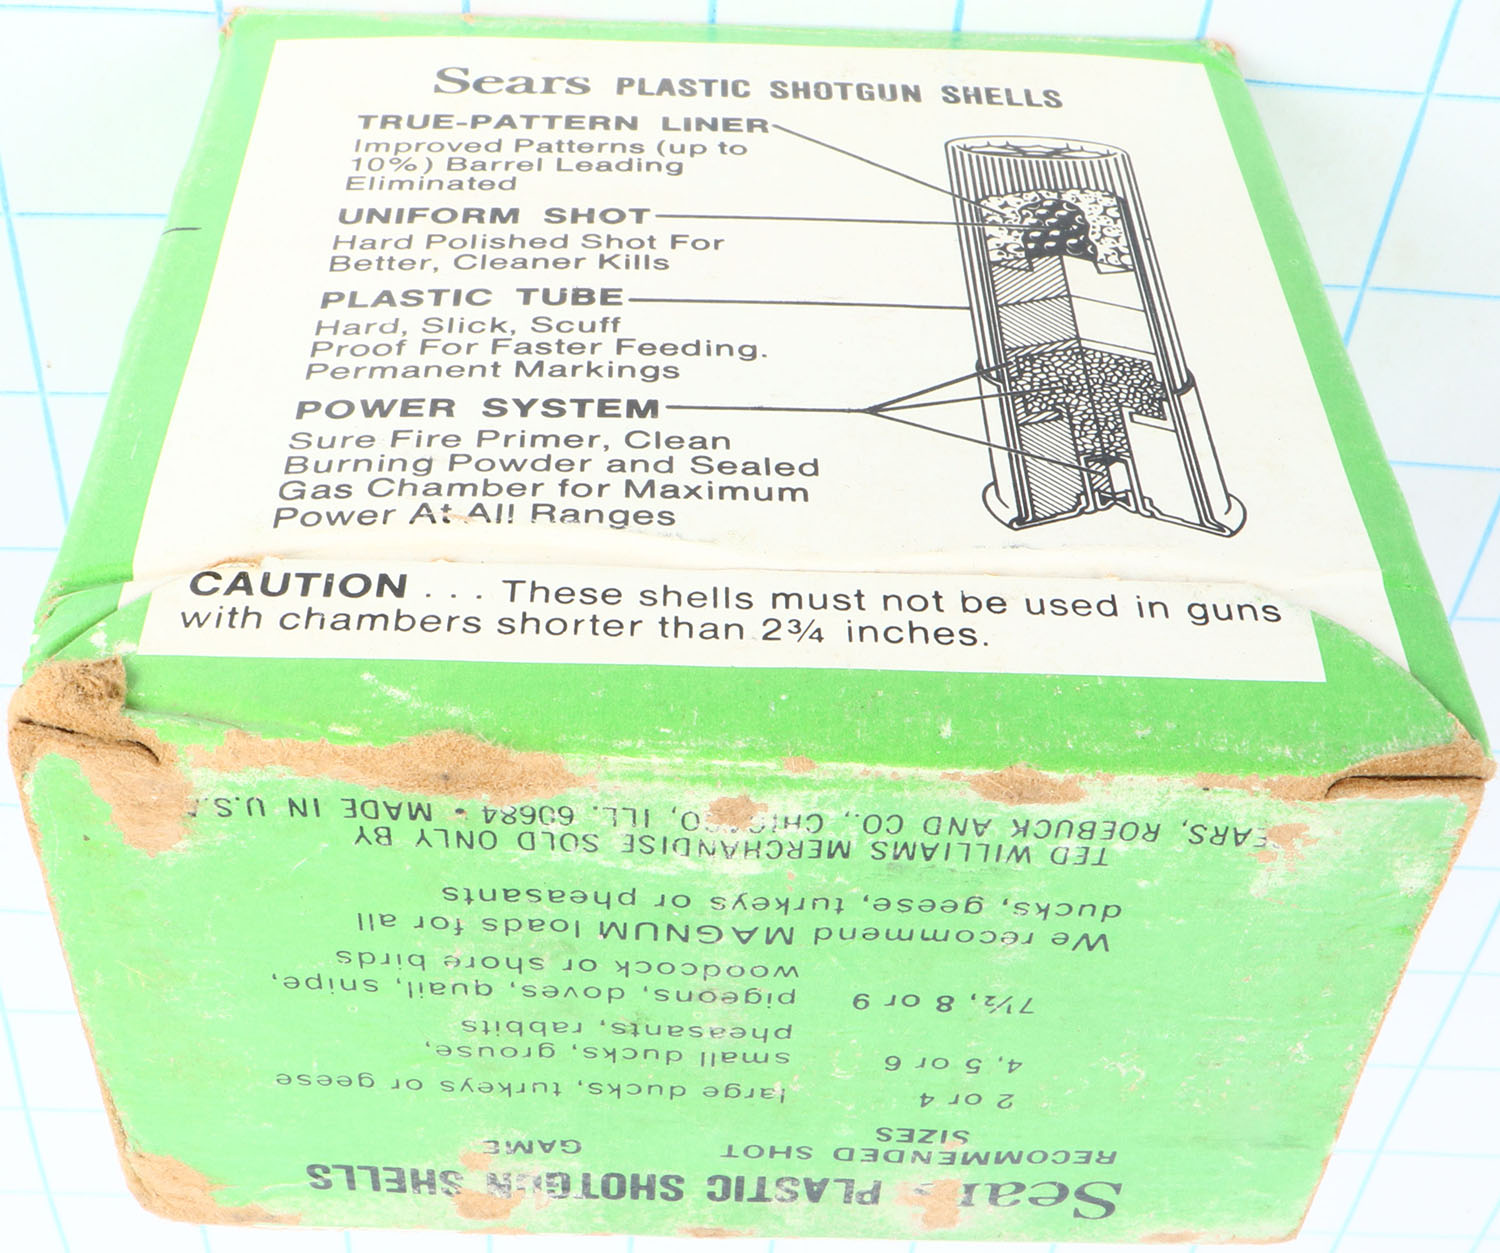 Sears PLASTIC SHOTGUN SHELLS
TRUE-PATTERN LINER
Improved Patterns (up to
10%) Barrel Leading
Eliminated
UNIFORM SHOT
Hard Polished Shot For
Better, Cleaner Kills
PLASTIC TUBE
Hard, Slick, Scuff
Proof For Faster Feeding.
Permanent Markings
POWER SYSTEM
Sure Fire Primer, Clean
Burning Powder and Sealed
Gas Chamber for Maximum
Power At All Ranges
CAUTION . . . These shells must not be used in guns
with chambers shorter than 2¾ inches.
Sears PLASTIC SHOTGUN SHELLS
RECOMMENDED SHOT SIZES GAME
2 or 4 large ducks, turkeys or geese
4, 5 or 6 small ducks, grouse,
pheasants, rabbits
7½, 8 or 9 pigeons, doves, quail, snipe,
woodcock or shore birds
We recommend MAGNUM loads for all
ducks, geese, turkeys or pheasants
TED WILLIAMS MERCHANDISE SOLD ONLY BY
SEARS, ROEBUCK AND CO., CHICAGO, ILL. 60684 • MADE IN U.S.A.